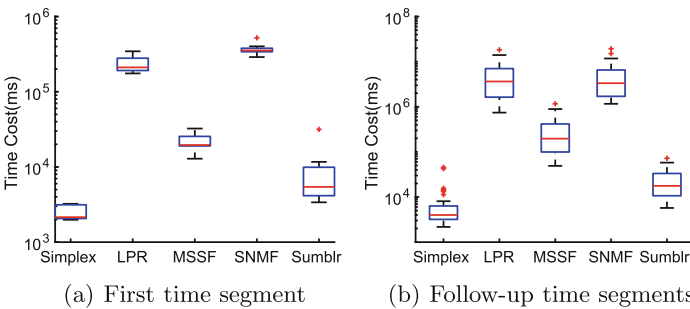 10^6
10^5
10^4
10^3
Time Cost(ms)
Simplex LPR MSSF SNMF Sumblr
(a) First time segment
10^8
10^6
10^4
Time Cost(ms)
Simplex LPR MSSF SNMF Sumblr
(b) Follow-up time segments